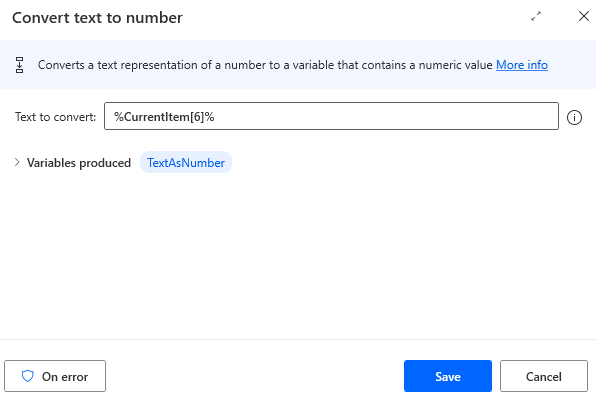 Convert text to number
Converts a text representation of a number to a variable that contains a numeric value More info
Text to convert: %CurrentItem[6]%
Variables produced TextAsNumber
On error Save Cancel